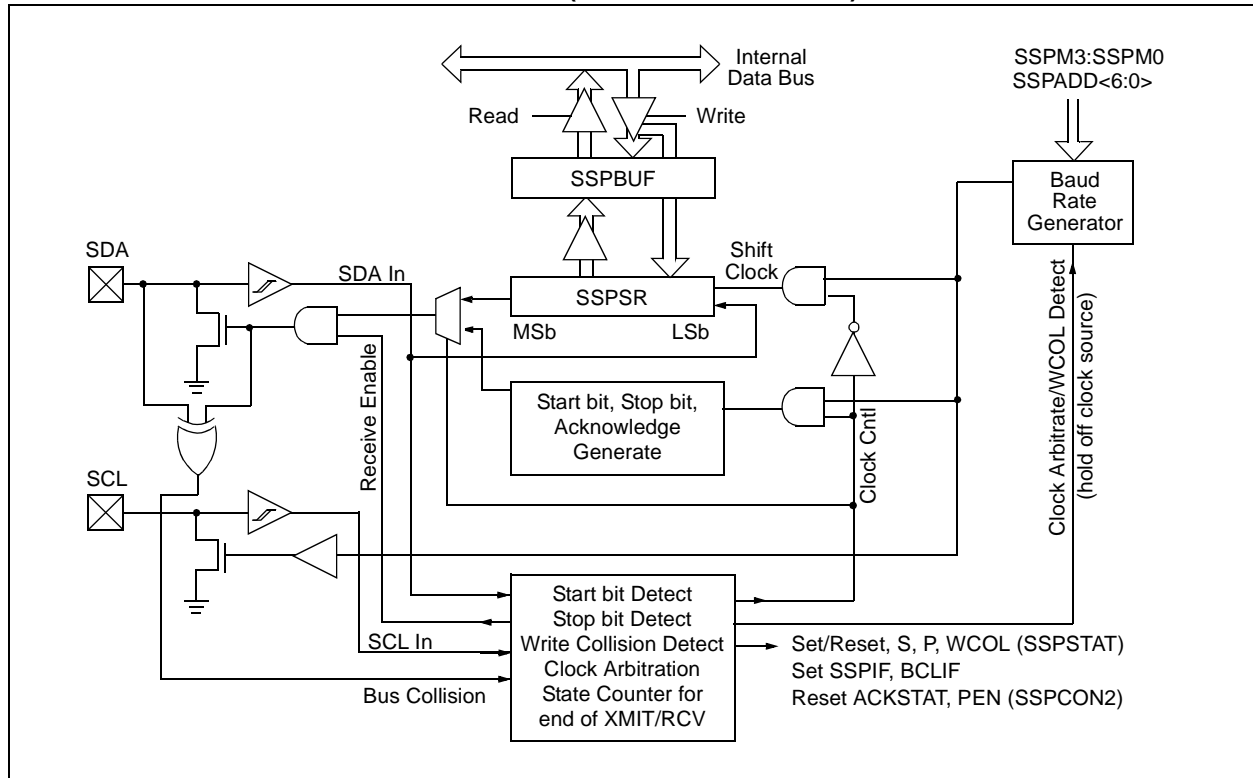 Internal
Data Bus
SSPM3:SSPM0
SSPADD<6:0>
Read
Write
SSPBUF
Baud
Rate
Generator
SDA
SDA In
Shift
Clock
SSPSR
MSb
LSb
Receive Enable
Start bit, Stop bit,
Acknowledge
Generate
Clock Cntl
Clock Arbitrate/WCOL Detect
(hold off clock source)
SCL
SCL In
Bus Collision
Start bit Detect
Stop bit Detect
Write Collision Detect
Clock Arbitration
State Counter for
end of XMIT/RCV
Set/Reset, S, P, WCOL (SSPSTAT)
Set SSPIF, BCLIF
Reset ACKSTAT, PEN (SSPCON2)